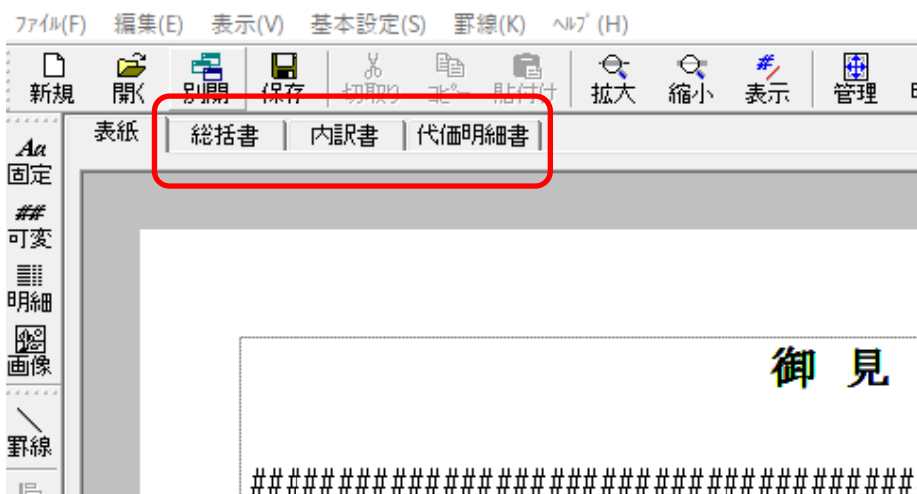 ﾌｧｲﾙ(F) 編集(E) 表示(V) 基本設定(S) 罫線(K) ﾍﾙﾌﾟ(H)
新規 開く 別開 保存 切取り ｺﾋﾟｰ 貼付け 拡大 縮小 表示 管理
表紙 総括書 内訳書 代価明細書
Aa
固定
##
可変
明細
画像
罫線
御 見
######################################